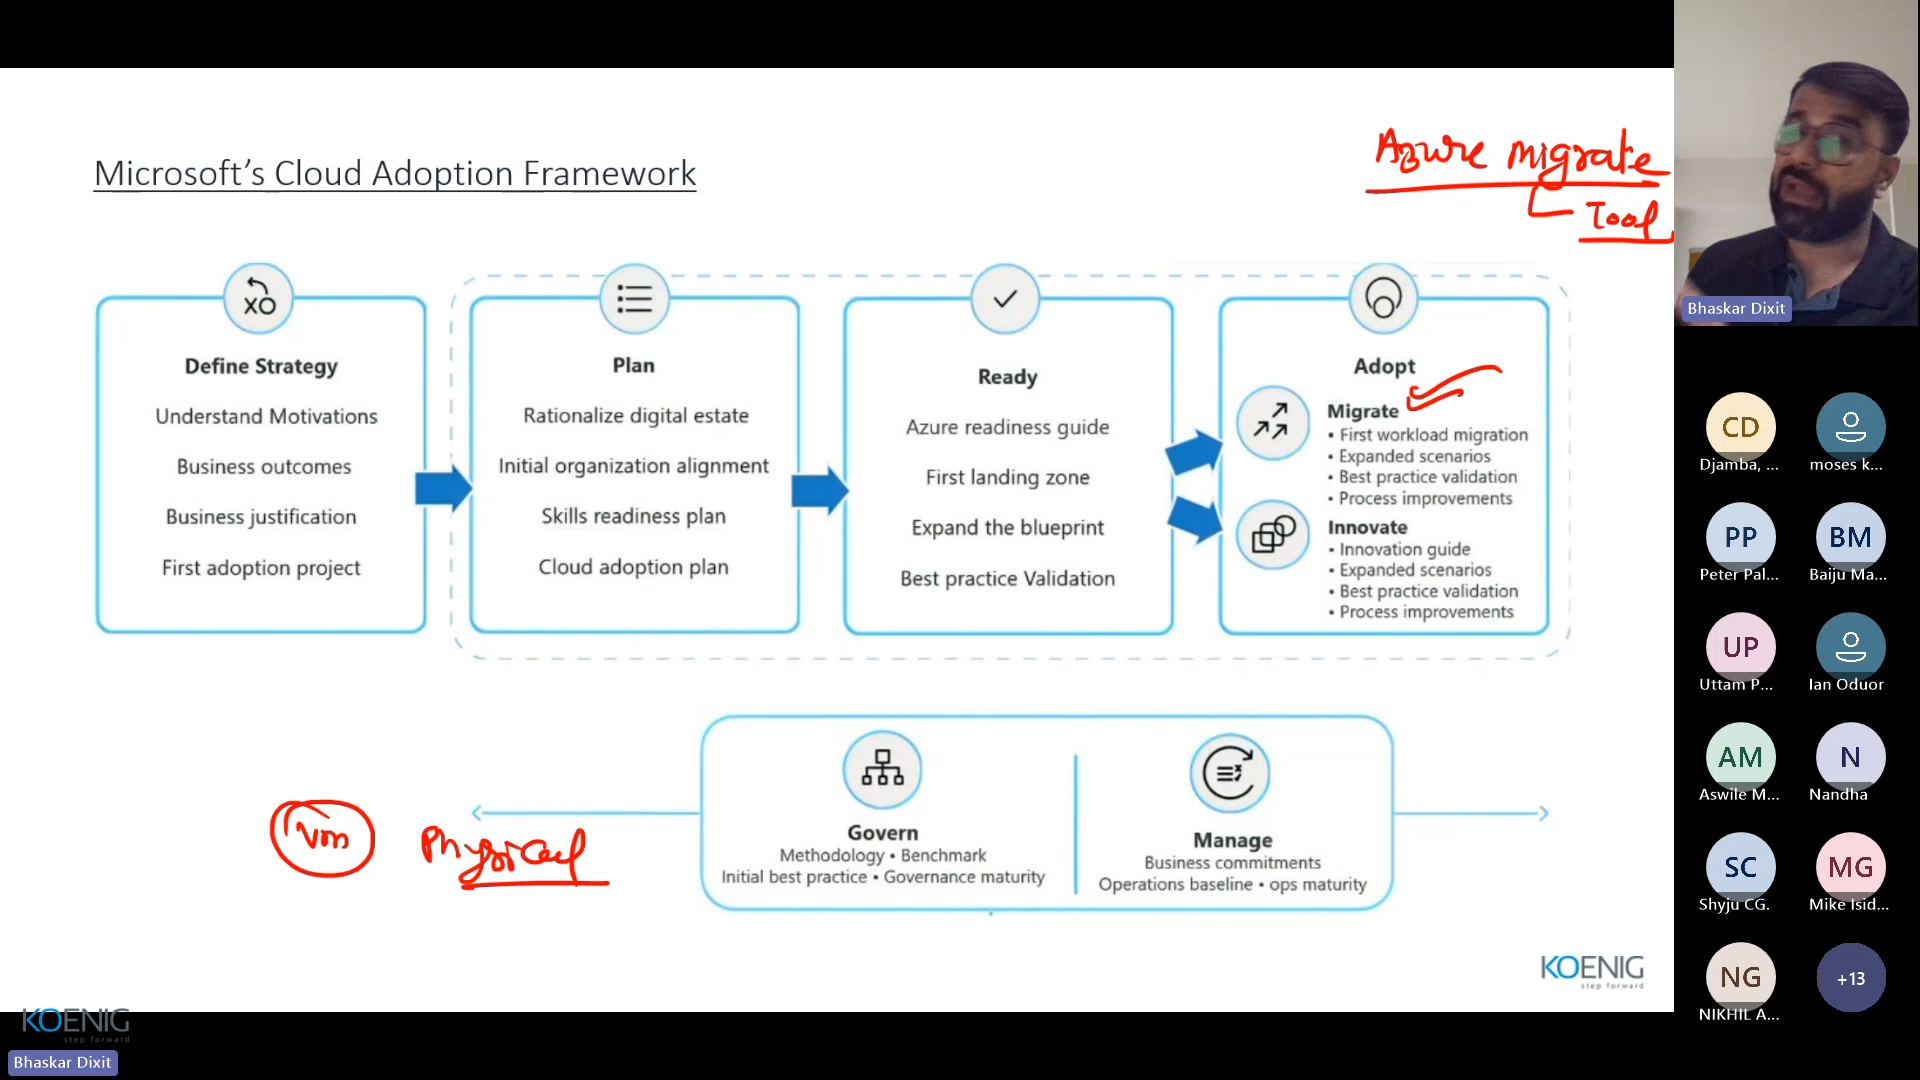 Microsoft's Cloud Adoption Framework
Azure Migrate
Tool
XO
Define Strategy
Understand Motivations
Business outcomes
Business justification
First adoption project
Plan
Rationalize digital estate
Initial organization alignment
Skills readiness plan
Cloud adoption plan
Ready
Azure readiness guide
First landing zone
Expand the blueprint
Best practice Validation
Adopt
Migrate
• First workload migration
• Expanded scenarios
• Best practice validation
• Process improvements
Innovate
• Innovation guide
• Expanded scenarios
• Best practice validation
• Process improvements
Vm
Physical
Govern
Methodology • Benchmark
Initial best practice • Governance maturity
Manage
Business commitments
Operations baseline • ops maturity
KOENIG
step forward
KOENIG
step forward
Bhaskar Dixit
Bhaskar Dixit
CD
Djamba, ...
moses k...
PP
Peter Pal...
BM
Baiju Ma...
UP
Uttam P...
Ian Oduor
AM
Aswile M...
N
Nandha
SC
Shyju CG.
MG
Mike Isid...
NG
NIKHIL A...
+13